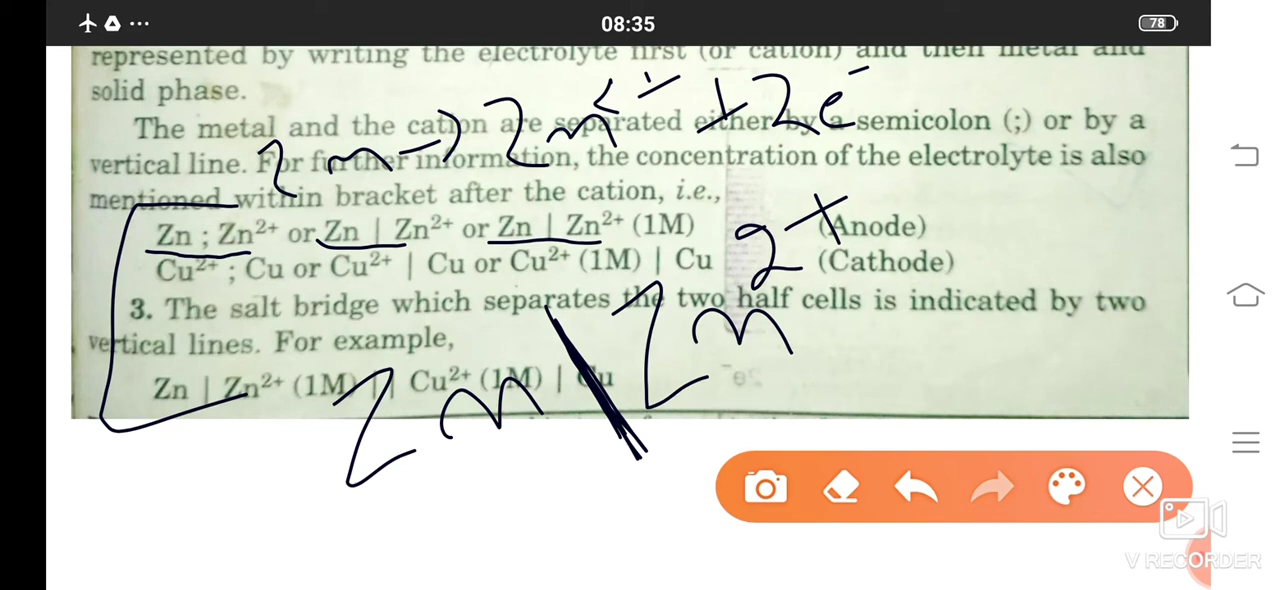 08:35
78
represented by writing the electrolyte first (or cation) and then metal and
solid phase.
Zn → Zn²⁺ + 2e⁻
The metal and the cation are separated either by a semicolon (;) or by a
vertical line. For further information, the concentration of the electrolyte is also
mentioned within bracket after the cation, i.e.,
Zn ; Zn²⁺ or Zn | Zn²⁺ or Zn | Zn²⁺ (1M) (Anode)
Cu²⁺ ; Cu or Cu²⁺ | Cu or Cu²⁺ (1M) | Cu (Cathode)
3. The salt bridge which separates the two half cells is indicated by two
vertical lines. For example,
Zn | Zn²⁺ (1M) || Cu²⁺ (1M) | Cu
Zn | Zn²⁺
V RECORDER